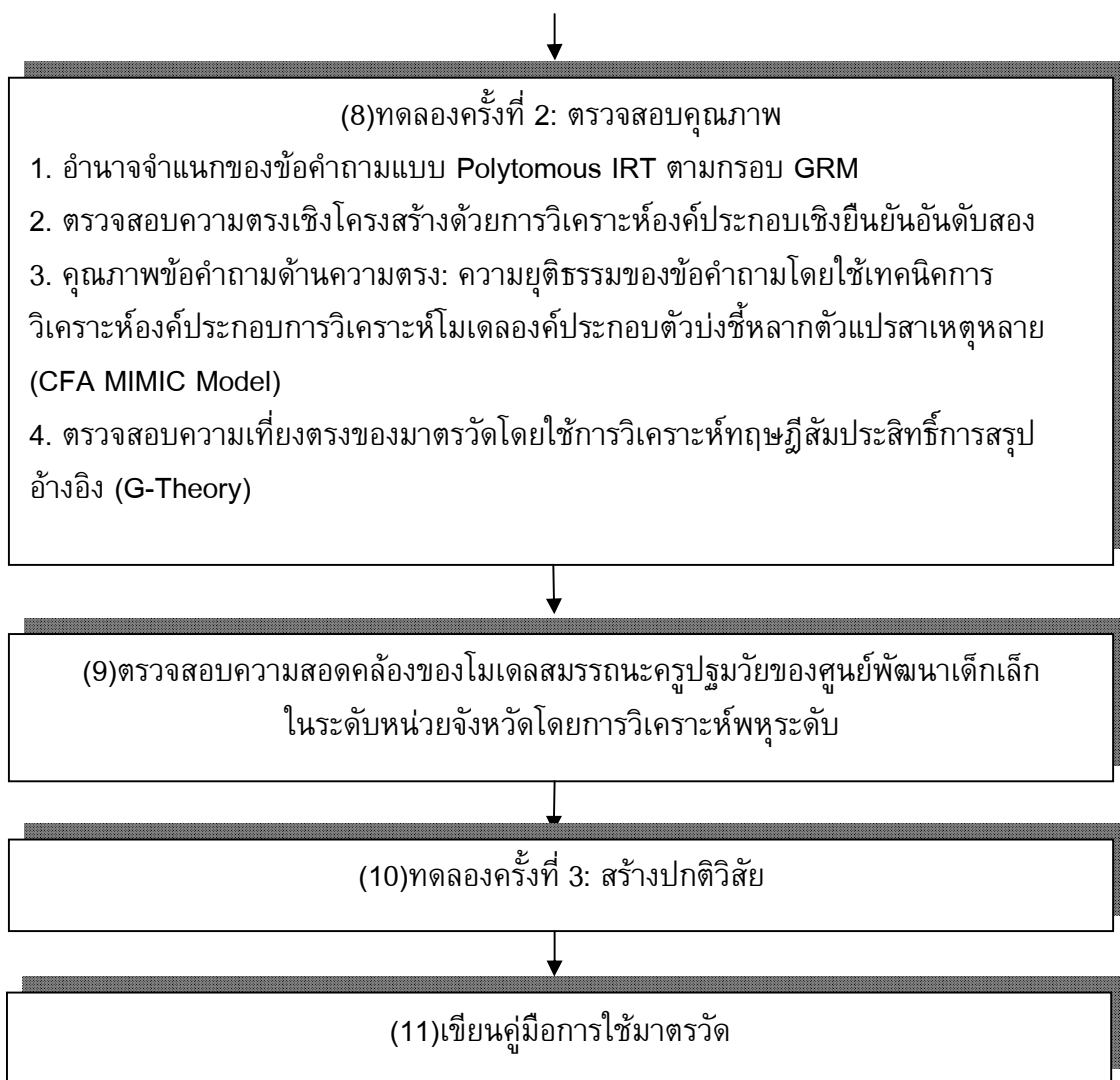 (8)ทดลองครั้งที่ 2: ตรวจสอบคุณภาพ
1. อำนาจจำแนกของข้อคำถามแบบ Polytomous IRT ตามกรอบ GRM
2. ตรวจสอบความตรงเชิงโครงสร้างด้วยการวิเคราะห์องค์ประกอบเชิงยืนยันอันดับสอง
3. คุณภาพข้อคำถามด้านความตรง: ความยุติธรรมของข้อคำถามโดยใช้เทคนิคการ
วิเคราะห์องค์ประกอบการวิเคราะห์โมเดลองค์ประกอบตัวบ่งชี้หลากตัวแปรสาเหตุหลาย
(CFA MIMIC Model)
4. ตรวจสอบความเที่ยงตรงของมาตรวัดโดยใช้การวิเคราะห์ทฤษฎีสัมประสิทธิ์การสรุป
อ้างอิง (G-Theory)
(9)ตรวจสอบความสอดคล้องของโมเดลสมรรถนะครูปฐมวัยของศูนย์พัฒนาเด็กเล็ก
ในระดับหน่วยจังหวัดโดยการวิเคราะห์พหุระดับ
(10)ทดลองครั้งที่ 3: สร้างปกติวิสัย
(11)เขียนคู่มือการใช้มาตรวัด